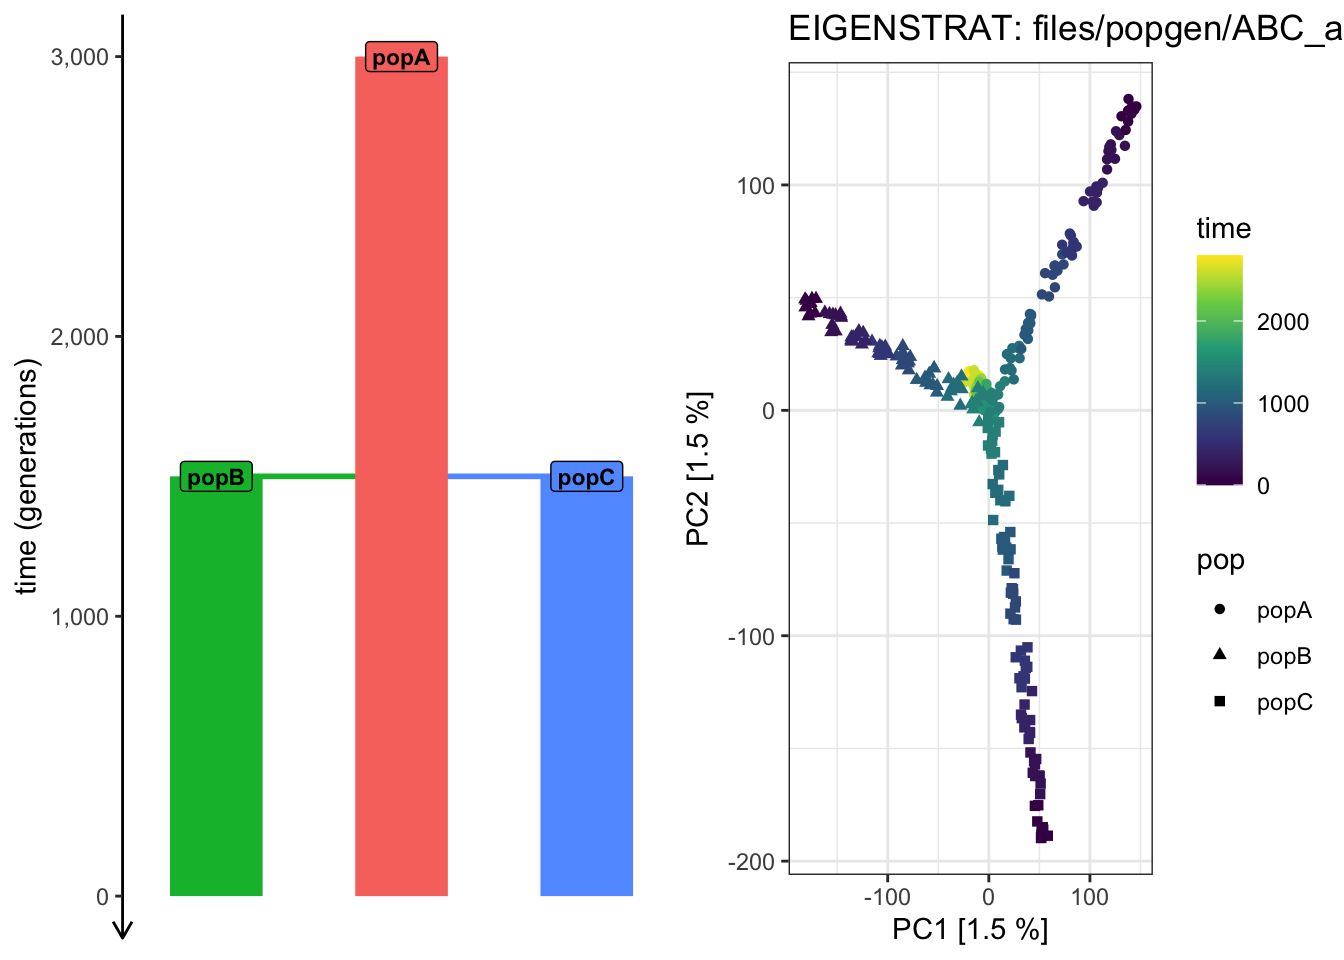 time (generations)
3,000
2,000
1,000
0
popA
popB
popC
EIGENSTRAT: files/popgen/ABC_a
PC2 [1.5 %]
100
0
-100
-200
-100
0
100
PC1 [1.5 %]
time
2000
1000
0
pop
popA
popB
popC